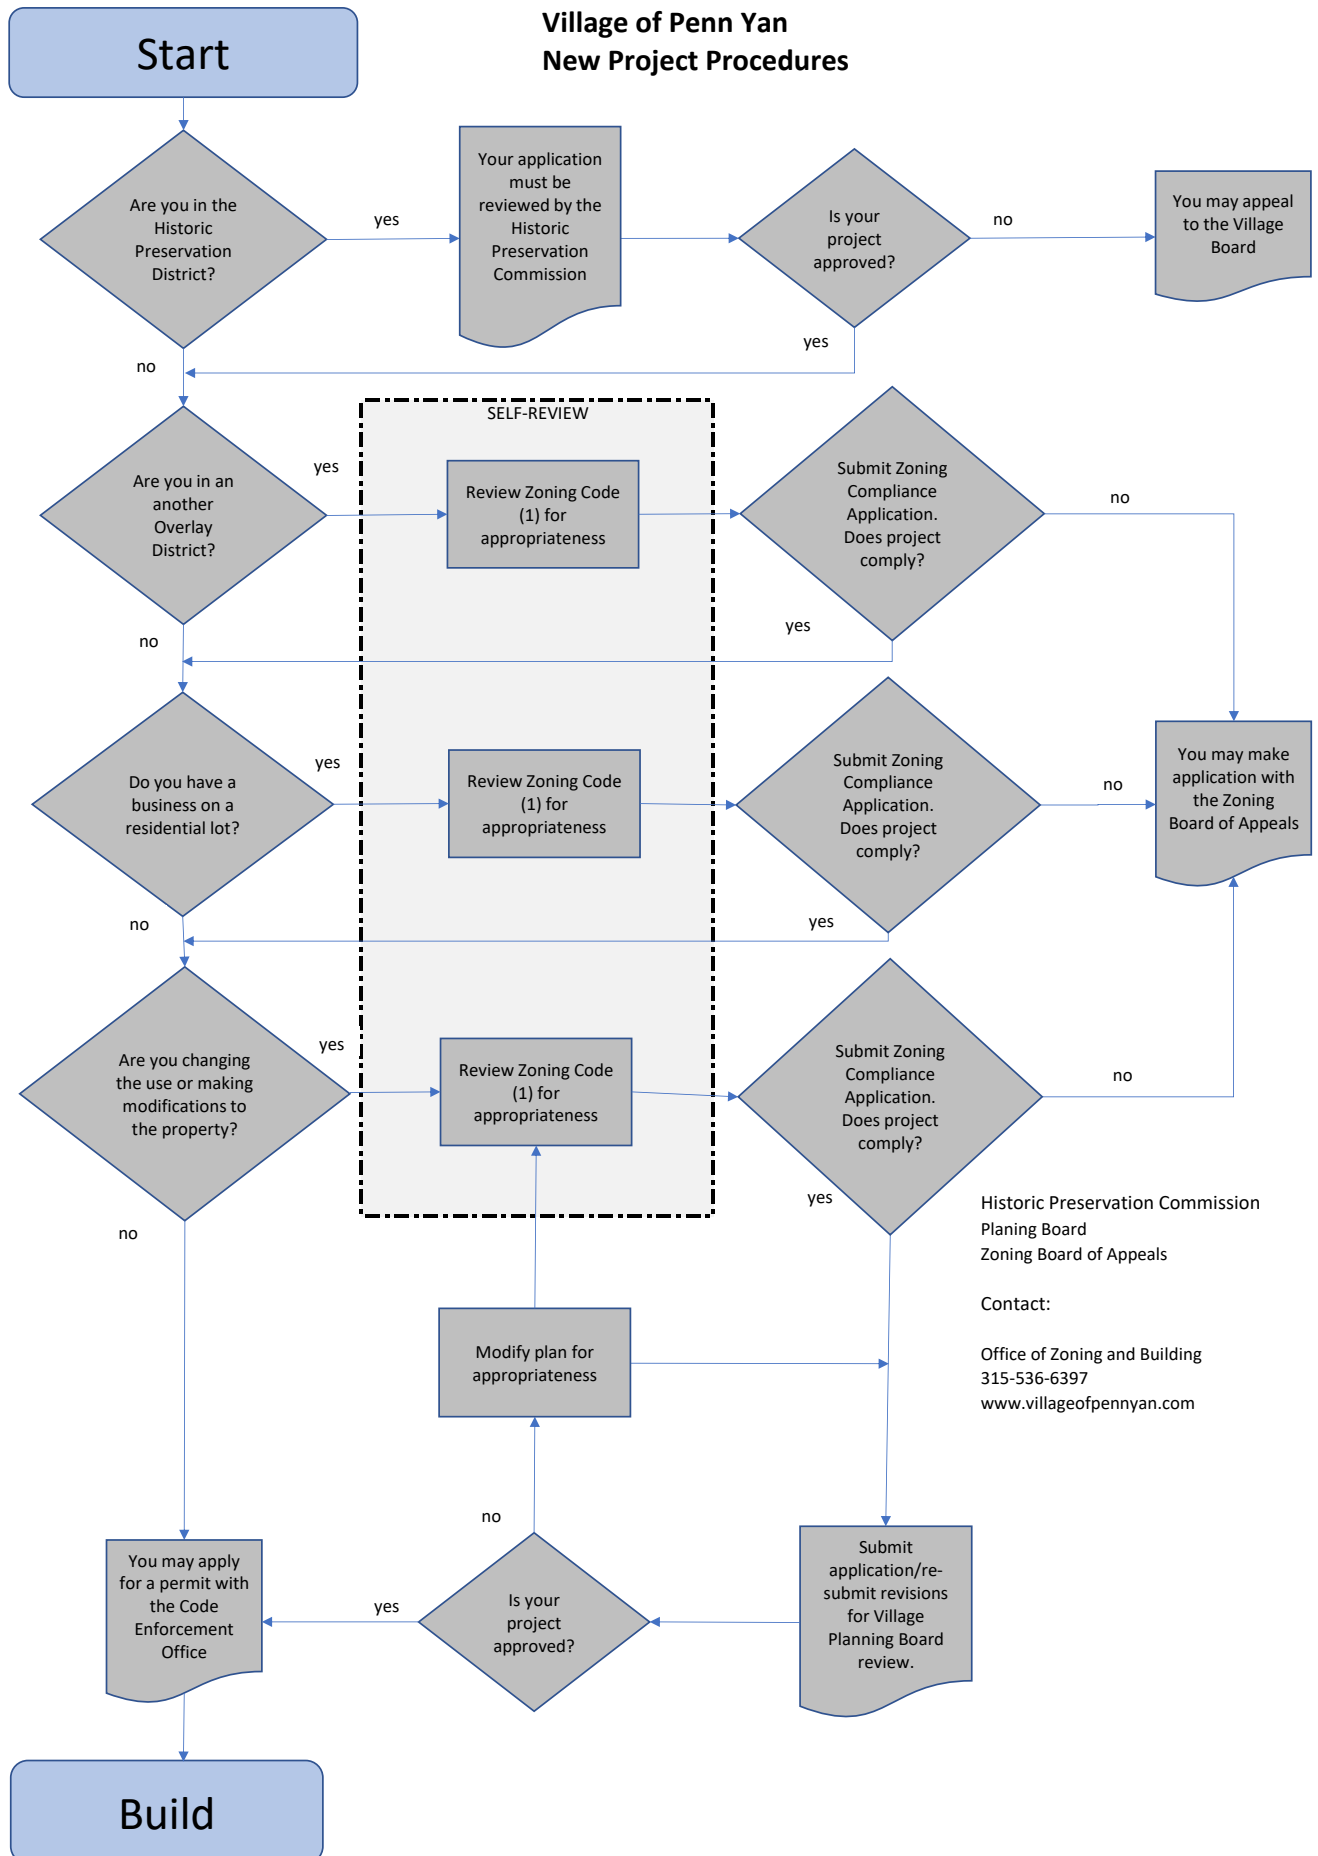 Village of Penn Yan
New Project Procedures
Start
Are you in the
Historic
Preservation
District?
yes
Your application
must be
reviewed by the
Historic
Preservation
Commission
Is your
project
approved?
no
You may appeal
to the Village
Board
yes
no
SELF-REVIEW
Are you in an
another
Overlay
District?
yes
Review Zoning Code
(1) for
appropriateness
Submit Zoning
Compliance
Application.
Does project
comply?
no
yes
no
Do you have a
business on a
residential lot?
yes
Review Zoning Code
(1) for
appropriateness
Submit Zoning
Compliance
Application.
Does project
comply?
no
You may make
application with
the Zoning
Board of Appeals
yes
no
Are you changing
the use or making
modifications to
the property?
yes
Review Zoning Code
(1) for
appropriateness
Submit Zoning
Compliance
Application.
Does project
comply?
no
yes
no
Historic Preservation Commission
Planing Board
Zoning Board of Appeals
Contact:
Office of Zoning and Building
315-536-6397
www.villageofpennyan.com
Modify plan for
appropriateness
no
You may apply
for a permit with
the Code
Enforcement
Office
yes
Is your
project
approved?
Submit
application/re-
submit revisions
for Village
Planning Board
review.
Build